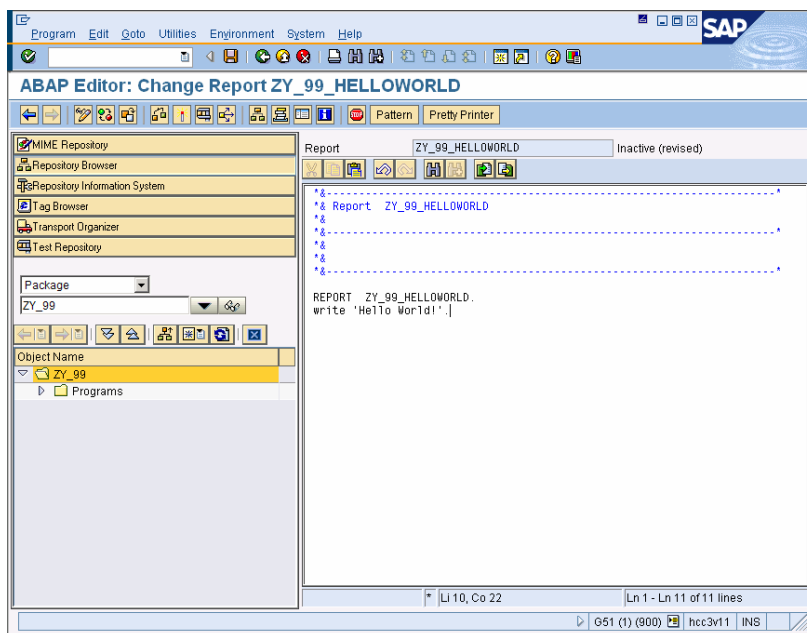 Program Edit Goto Utilities Environment System Help
SAP
ABAP Editor: Change Report ZY_99_HELLOWORLD
STOP Pattern Pretty Printer
MIME Repository
Repository Browser
Repository Information System
Tag Browser
Transport Organizer
Test Repository
Package
ZY_99
Object Name
ZY_99
Programs
Report ZY_99_HELLOWORLD Inactive (revised)
*&---------------------------------------------------------------------*
*& Report ZY_99_HELLOWORLD
*&
*&---------------------------------------------------------------------*
*&
*&
*&---------------------------------------------------------------------*
REPORT ZY_99_HELLOWORLD.
write 'Hello World!'.
* Li 10, Co 22 Ln 1 - Ln 11 of 11 lines
G51 (1) (900) hcc3v11 INS